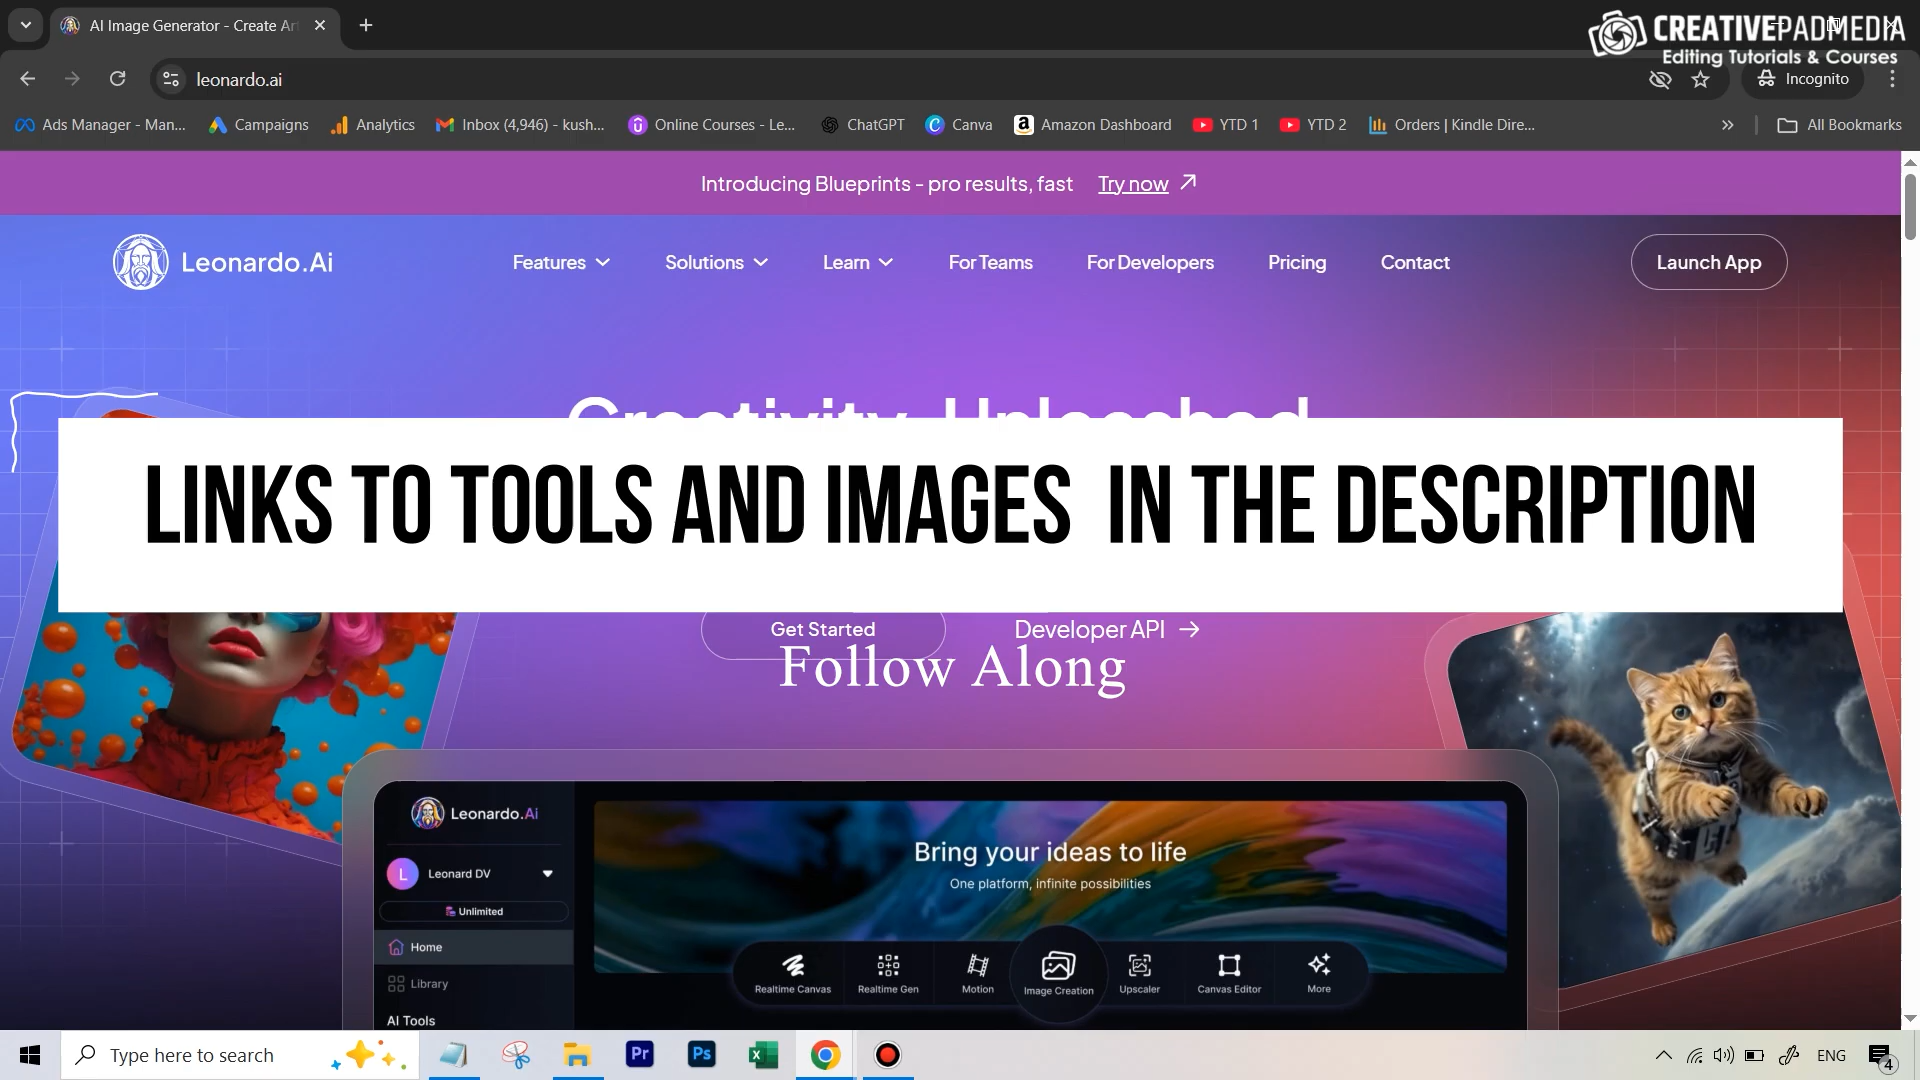 AI Image Generator - Create Ar
CREATIVEPADMEDIA
Editing Tutorials & Courses
leonardo.ai
Incognito
Ads Manager - Man...
Campaigns
Analytics
Inbox (4,946) - kush...
Online Courses - Le...
ChatGPT
Canva
Amazon Dashboard
YTD 1
YTD 2
Orders | Kindle Dire...
All Bookmarks
Introducing Blueprints - pro results, fast Try now
Leonardo.Ai
Features
Solutions
Learn
For Teams
For Developers
Pricing
Contact
Launch App
Creativity, Unleashed
LINKS TO TOOLS AND IMAGES IN THE DESCRIPTION
Get Started
Developer API
Follow Along
Leonardo.Ai
L
Leonard DV
Unlimited
Home
Library
AI Tools
Bring your ideas to life
One platform, infinite possibilities
Realtime Canvas
Realtime Gen
Motion
Image Creation
Upscaler
Canvas Editor
More
Type here to search
Pr
Ps
ENG
4